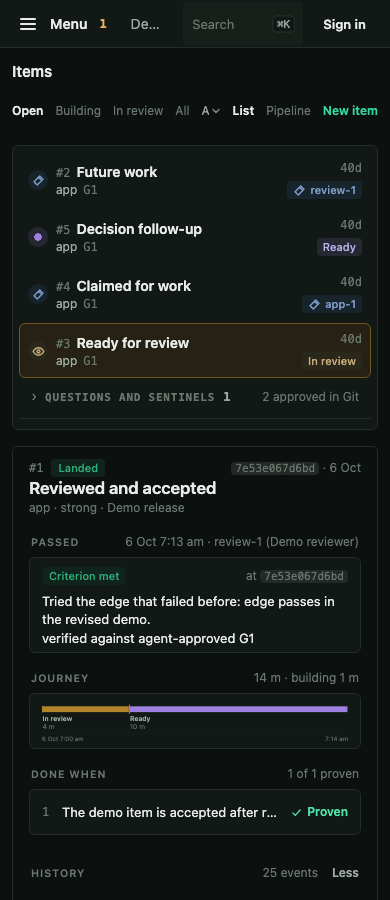 Menu 1 De... Search ⌘K Sign in
Items
Open Building In review All A List Pipeline New item
#2 Future work 40d
app G1 review-1
#5 Decision follow-up 40d
app G1 Ready
#4 Claimed for work 40d
app G1 app-1
#3 Ready for review 40d
app G1 In review
QUESTIONS AND SENTINELS 1 2 approved in Git
#1 Landed 7e53e067d6bd · 6 Oct
Reviewed and accepted
app · strong · Demo release
PASSED 6 Oct 7:13 am · review-1 (Demo reviewer)
Criterion met at 7e53e067d6bd
Tried the edge that failed before: edge passes in
the revised demo.
verified against agent-approved G1
JOURNEY 14 m · building 1 m
In review Ready
4 m 10 m
6 Oct 7:00 am 7:14 am
DONE WHEN 1 of 1 proven
1 The demo item is accepted after r... Proven
HISTORY 25 events Less